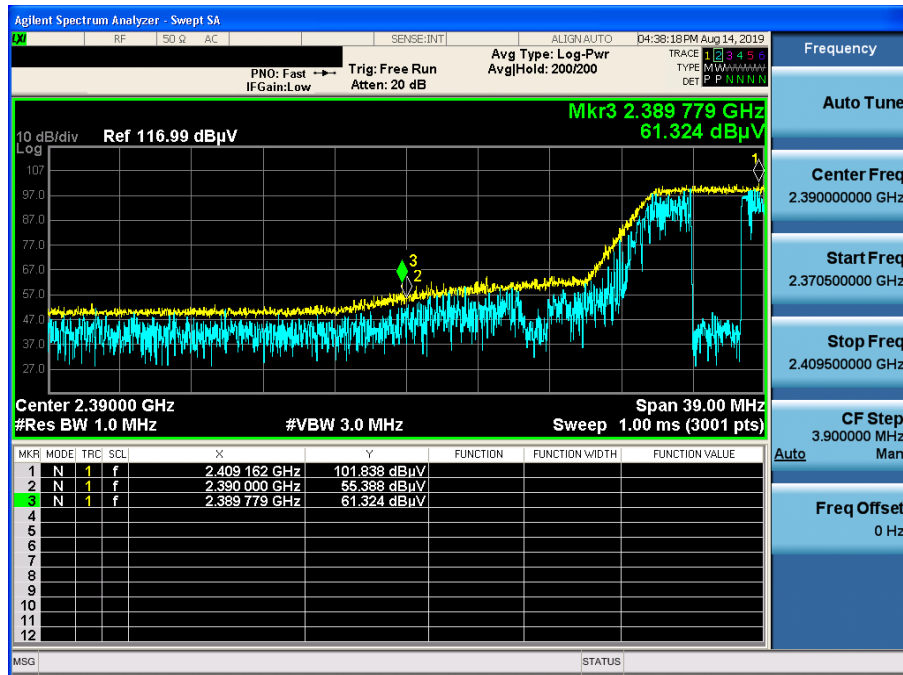 Agilent Spectrum Analyzer - Swept SA
LXI RF 50 Ω AC SENSE:INT ALIGNAUTO 04:38:18 PM Aug 14, 2019
Frequency
PNO: Fast Trig: Free Run Avg Type: Log-Pwr TRACE 1 2 3 4 5 6
IFGain:Low Atten: 20 dB Avg|Hold: 200/200 TYPE MWWWWW
DET P P N N N N
Auto Tune
Mkr3 2.389 779 GHz
61.324 dBµV
10 dB/div Ref 116.99 dBµV
Log
107
97.0
87.0
77.0
67.0
57.0
47.0
37.0
27.0
1
3
2
Center Freq
2.390000000 GHz
Start Freq
2.370500000 GHz
Stop Freq
2.409500000 GHz
Center 2.39000 GHz Span 39.00 MHz
#Res BW 1.0 MHz #VBW 3.0 MHz Sweep 1.00 ms (3001 pts)
CF Step
3.900000 MHz
Auto Man
Freq Offset
0 Hz
MKR MODE TRC SCL X Y FUNCTION FUNCTION WIDTH FUNCTION VALUE
1 N 1 f 2.409 162 GHz 101.838 dBµV
2 N 1 f 2.390 000 GHz 55.388 dBµV
3 N 1 f 2.389 779 GHz 61.324 dBµV
4
5
6
7
8
9
10
11
12
MSG STATUS